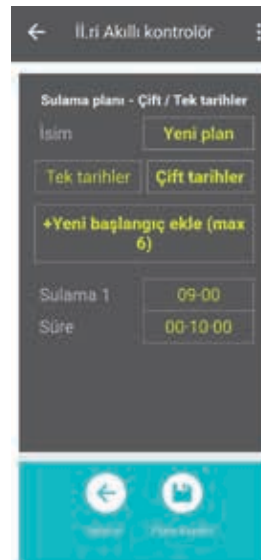 İl.ri Akıllı kontrolör
Sulama planı - Çift / Tek tarihler
İsim Yeni plan
Tek tarihler Çift tarihler
+Yeni başlangıç ekle (max
6)
Sulama 1 09-00
Süre 00-10-00